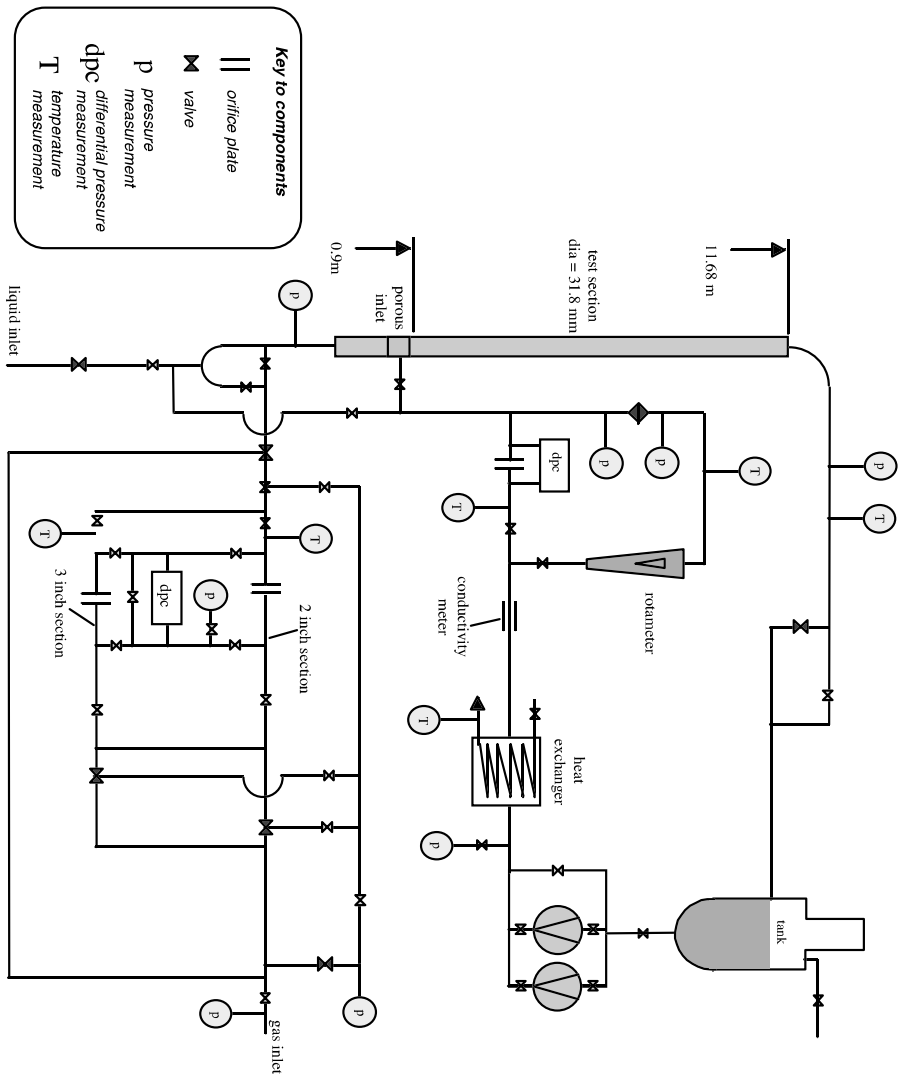 Key to components
orifice plate
valve
p
pressure
measurement
dpc
differential pressure
measurement
T
temperature
measurement
11.68 m
test section
dia = 31.8 mm
0.9m
porous
inlet
liquid inlet
p
p
T
T
p
p
dpc
T
rotameter
conductivity
meter
heat
exchanger
T
p
tank
T
T
dpc
p
3 inch section
2 inch section
p
p
gas inlet